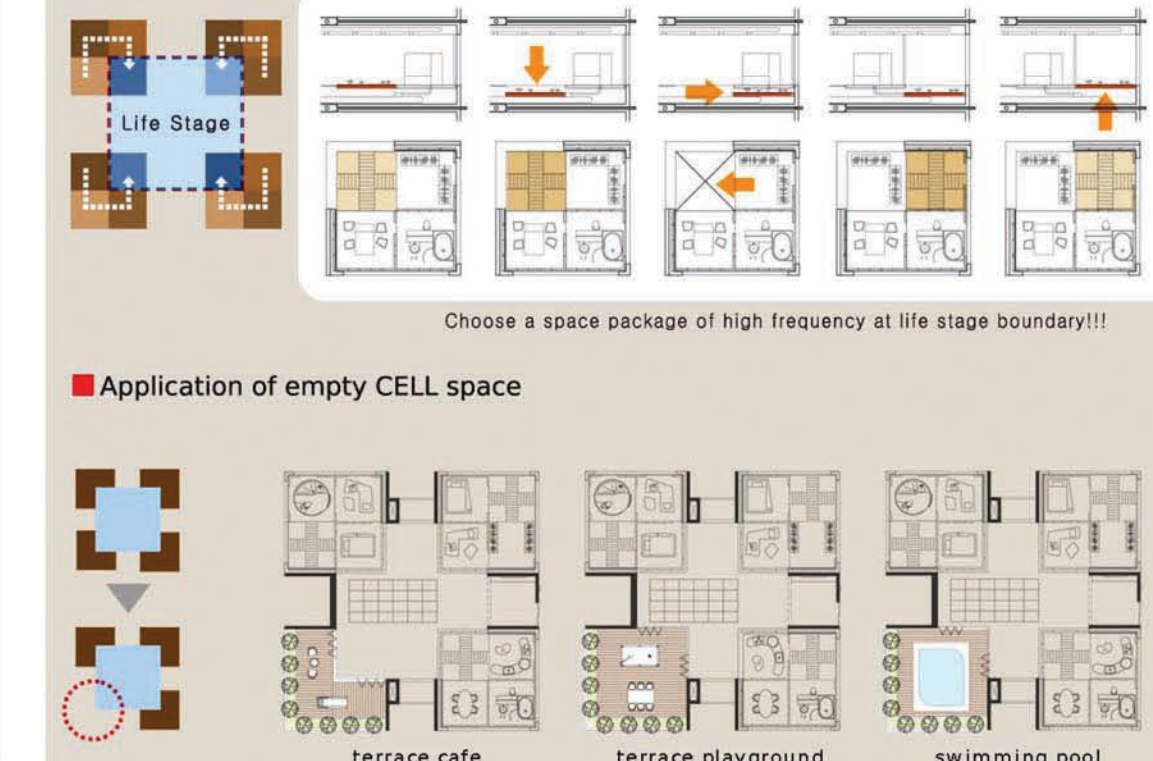 Life Stage
Choose a space package of high frequency at life stage boundary!!!
Application of empty CELL space
terrace cafe
terrace playground
swimming pool